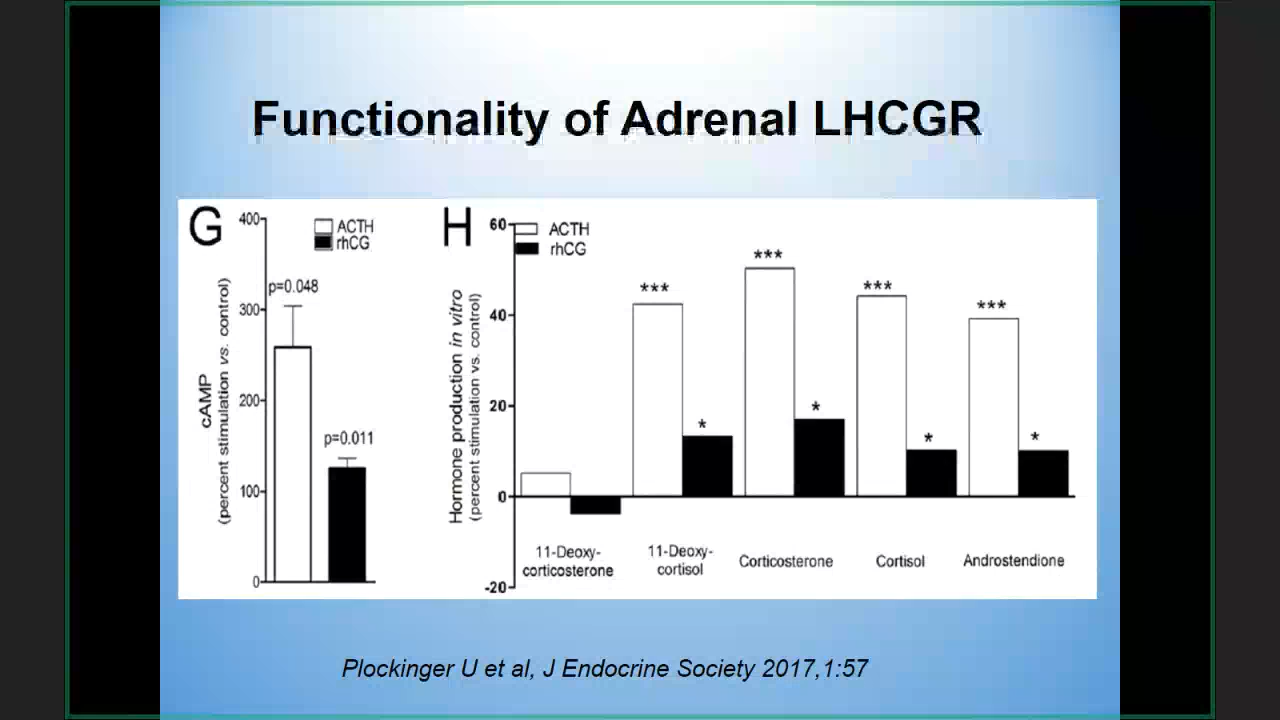 Functionality of Adrenal LHCGR
G
400
300
200
100
0
cAMP
(percent stimulation vs. control)
ACTH
rhCG
p=0.048
p=0.011
H
60
40
20
0
-20
Hormone production in vitro
(percent stimulation vs. control)
ACTH
rhCG
***
*
***
*
***
*
***
*
11-Deoxy-
corticosterone
11-Deoxy-
cortisol
Corticosterone
Cortisol
Androstendione
Plockinger U et al, J Endocrine Society 2017,1:57